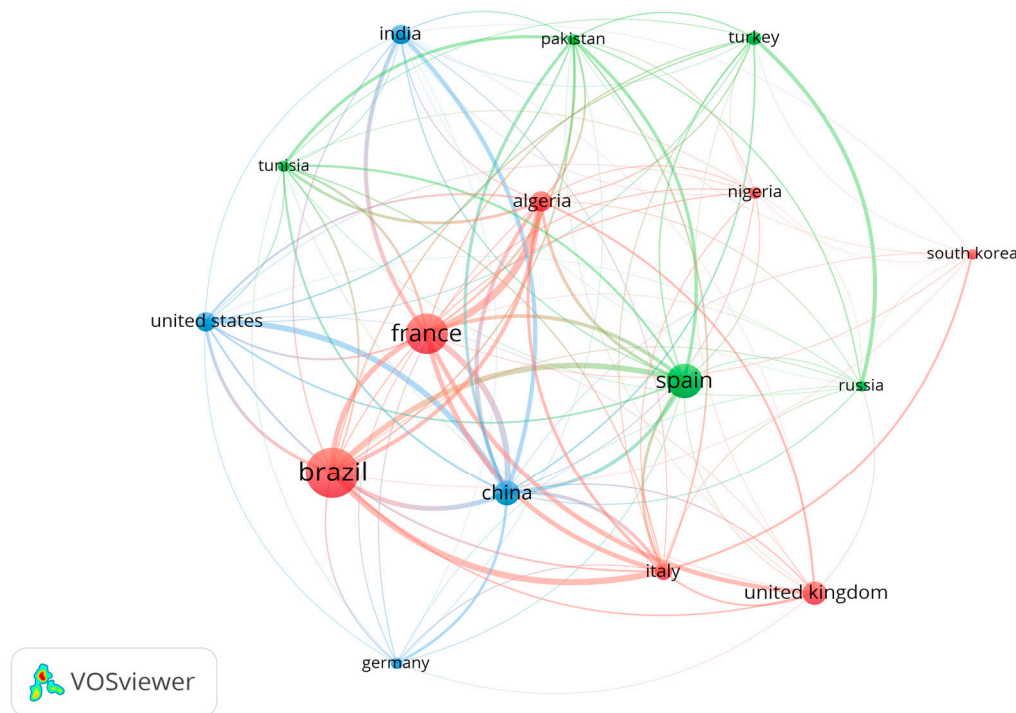 india
pakistan
turkey
tunisia
algeria
nigeria
south korea
united states
france
spain
russia
brazil
china
italy
united kingdom
germany
VOSviewer